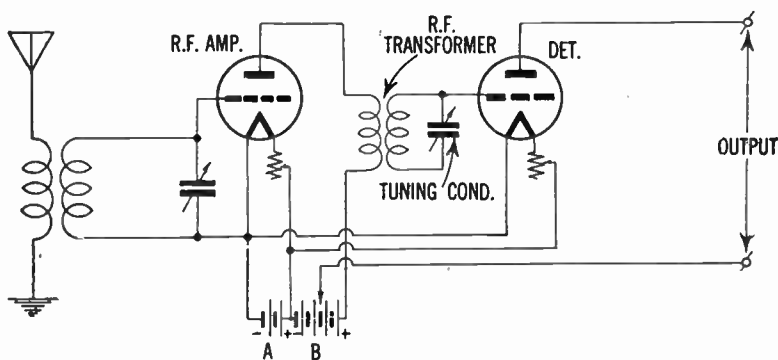 R.F. AMP.
R.F.
TRANSFORMER
DET.
TUNING COND.
OUTPUT
- + - +
A B